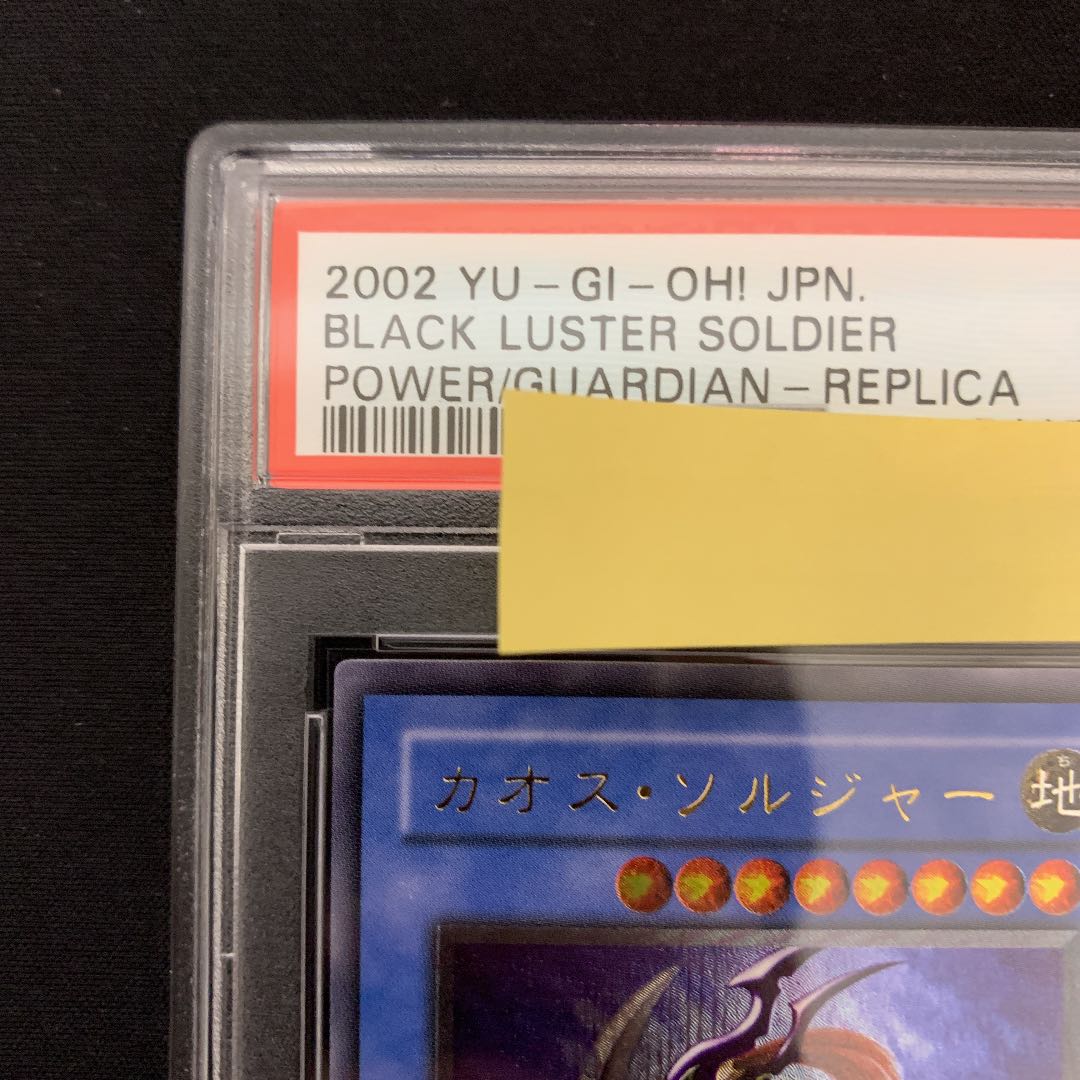 2002 YU-GI-OH! JPN.
BLACK LUSTER SOLDIER
POWER/GUARDIAN-REPLICA
カオス・ソルジャー
ち
地